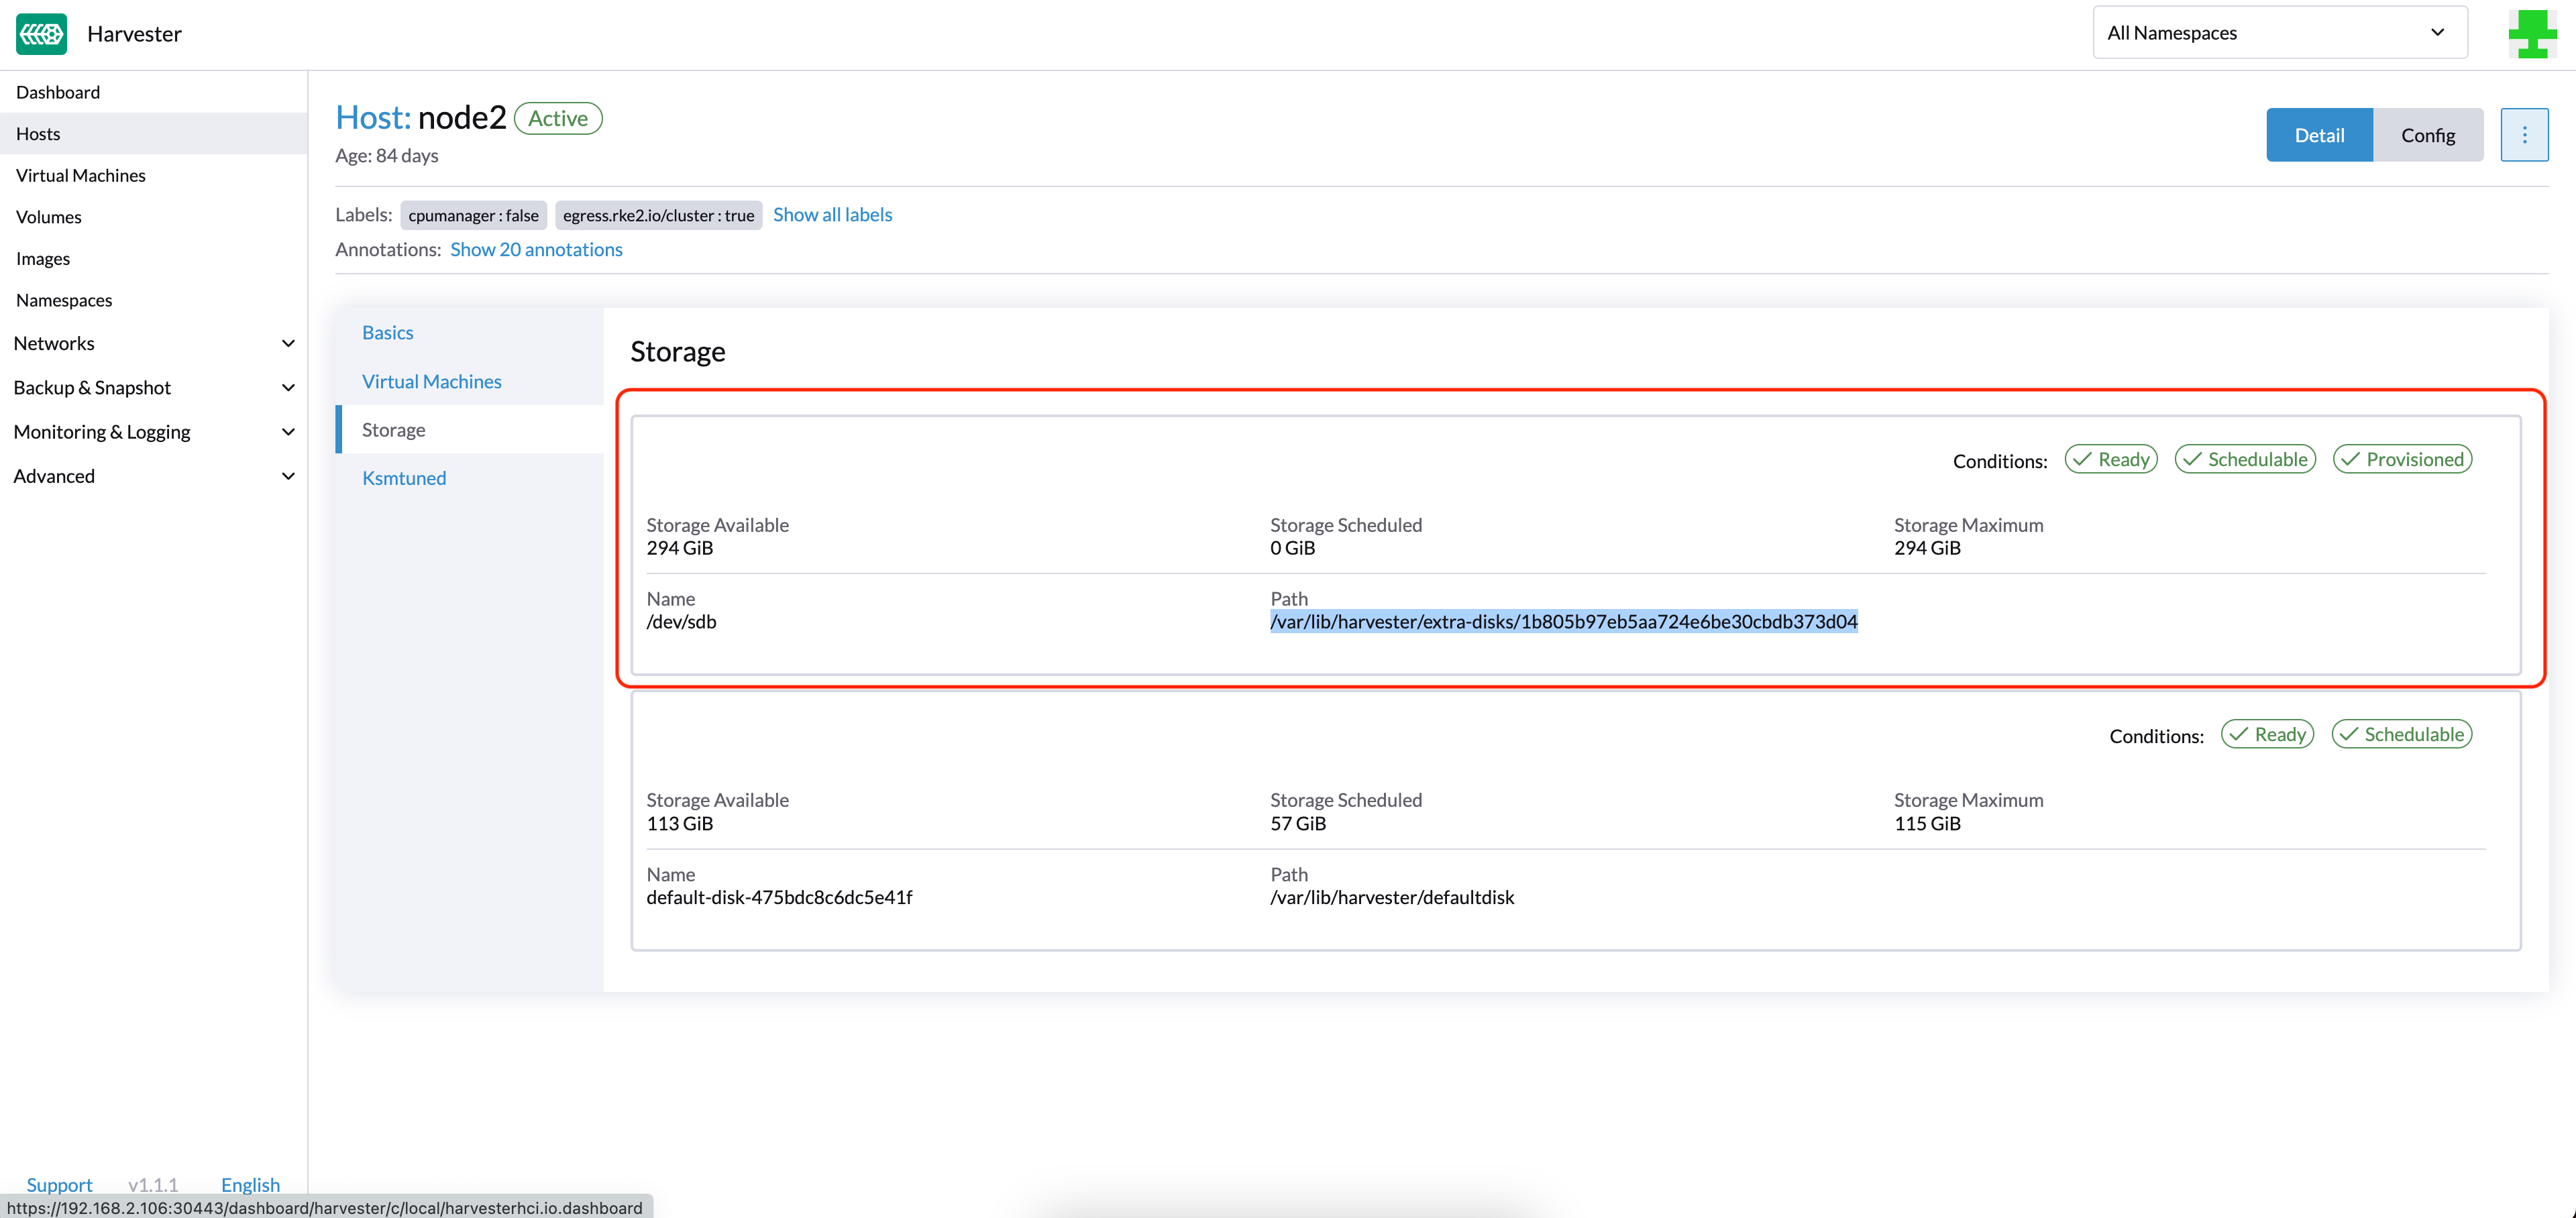 Harvester
All Namespaces
Dashboard
Hosts
Virtual Machines
Volumes
Images
Namespaces
Networks
Backup & Snapshot
Monitoring & Logging
Advanced
Host: node2 Active
Age: 84 days
Detail Config
Labels: cpumanager : false egress.rke2.io/cluster : true Show all labels
Annotations: Show 20 annotations
Basics
Virtual Machines
Storage
Ksmtuned
Storage
Conditions: Ready Schedulable Provisioned
Storage Available Storage Scheduled Storage Maximum
294 GiB 0 GiB 294 GiB
Name Path
/dev/sdb /var/lib/harvester/extra-disks/1b805b97eb5aa724e6be30cbdb373d04
Conditions: Ready Schedulable
Storage Available Storage Scheduled Storage Maximum
113 GiB 57 GiB 115 GiB
Name Path
default-disk-475bdc8c6dc5e41f /var/lib/harvester/defaultdisk
Support v1.1.1 English
https://192.168.2.106:30443/dashboard/harvester/c/local/harvesterhci.io.dashboard